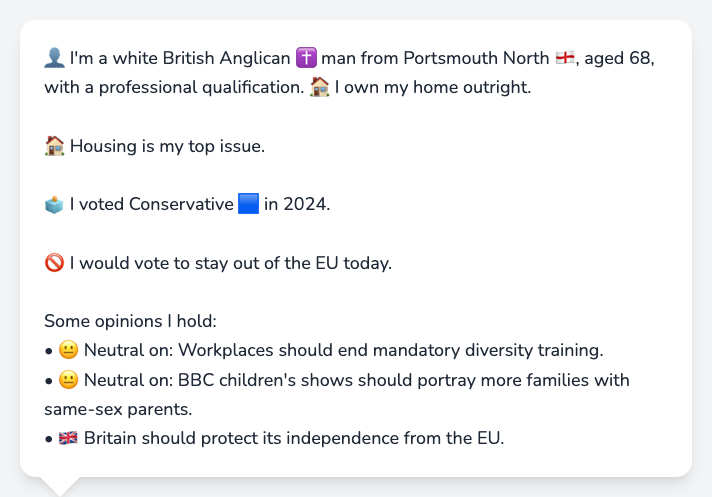 👤 I'm a white British Anglican ✝️ man from Portsmouth North 🏴󠁧󠁢󠁥󠁮󠁧󠁿, aged 68,
with a professional qualification. 🏠 I own my home outright.
🏠 Housing is my top issue.
🗳️ I voted Conservative 🟦 in 2024.
🚫 I would vote to stay out of the EU today.
Some opinions I hold:
• 😐 Neutral on: Workplaces should end mandatory diversity training.
• 😐 Neutral on: BBC children's shows should portray more families with
same-sex parents.
• 🇬🇧 Britain should protect its independence from the EU.